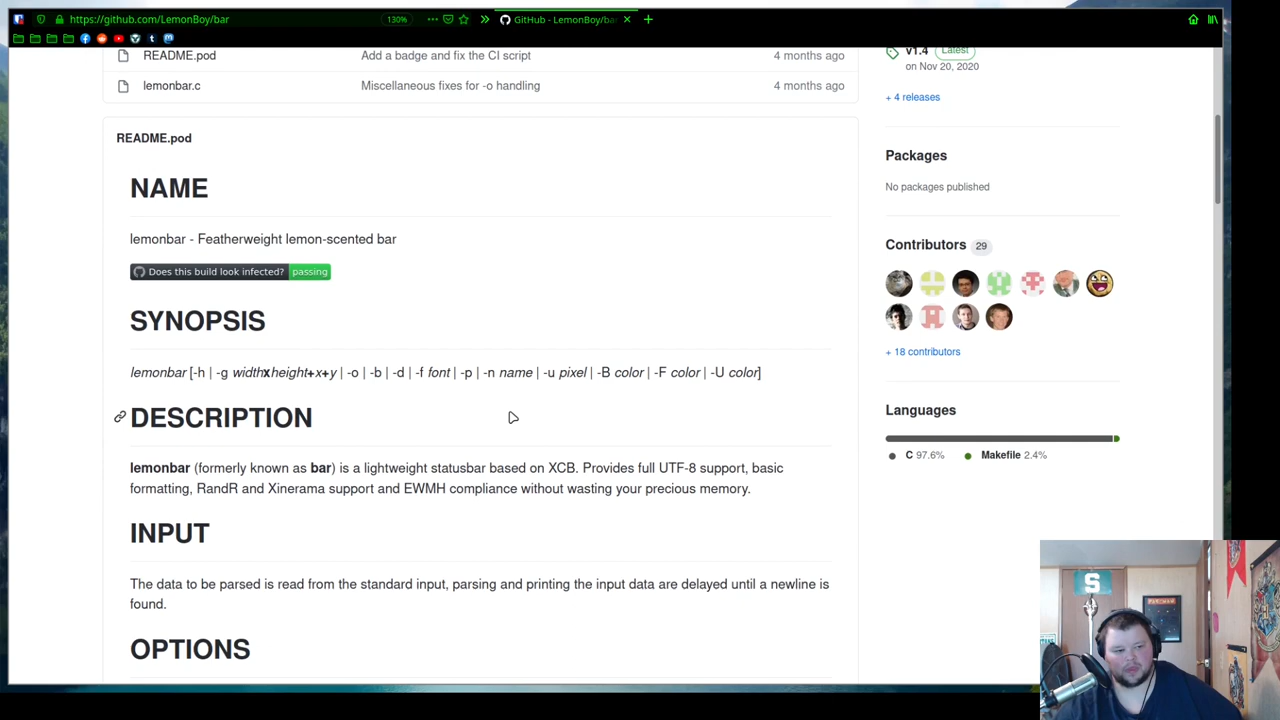 https://github.com/LemonBoy/bar
130%
GitHub - LemonBoy/ba
README.pod
Add a badge and fix the CI script
4 months ago
lemonbar.c
Miscellaneous fixes for -o handling
4 months ago
v1.4
Latest
on Nov 20, 2020
+ 4 releases
README.pod
NAME
lemonbar - Featherweight lemon-scented bar
Does this build look infected? passing
SYNOPSIS
lemonbar [-h | -g widthxheight+x+y | -o | -b | -d | -f font | -p | -n name | -u pixel | -B color | -F color | -U color]
DESCRIPTION
lemonbar (formerly known as bar) is a lightweight statusbar based on XCB. Provides full UTF-8 support, basic
formatting, RandR and Xinerama support and EWMH compliance without wasting your precious memory.
INPUT
The data to be parsed is read from the standard input, parsing and printing the input data are delayed until a newline is
found.
OPTIONS
Packages
No packages published
Contributors 29
+ 18 contributors
Languages
C 97.6%
Makefile 2.4%
S